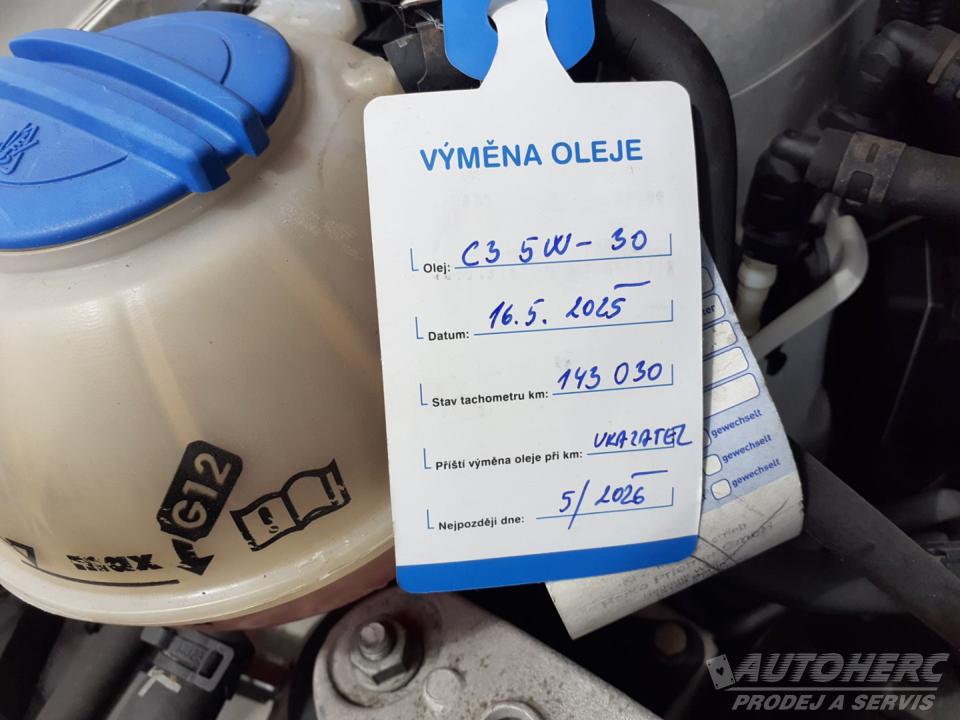 VÝMĚNA OLEJE
Olej: C3 5W-30
Datum: 16.5. 2025
Stav tachometru km: 143 030
Příští výměna oleje při km: UKAZATEL
Nejpozději dne: 5/2026
G12
max
gewechselt
gewechselt
gewechselt
AUTOHERC
PRODEJ A SERVIS